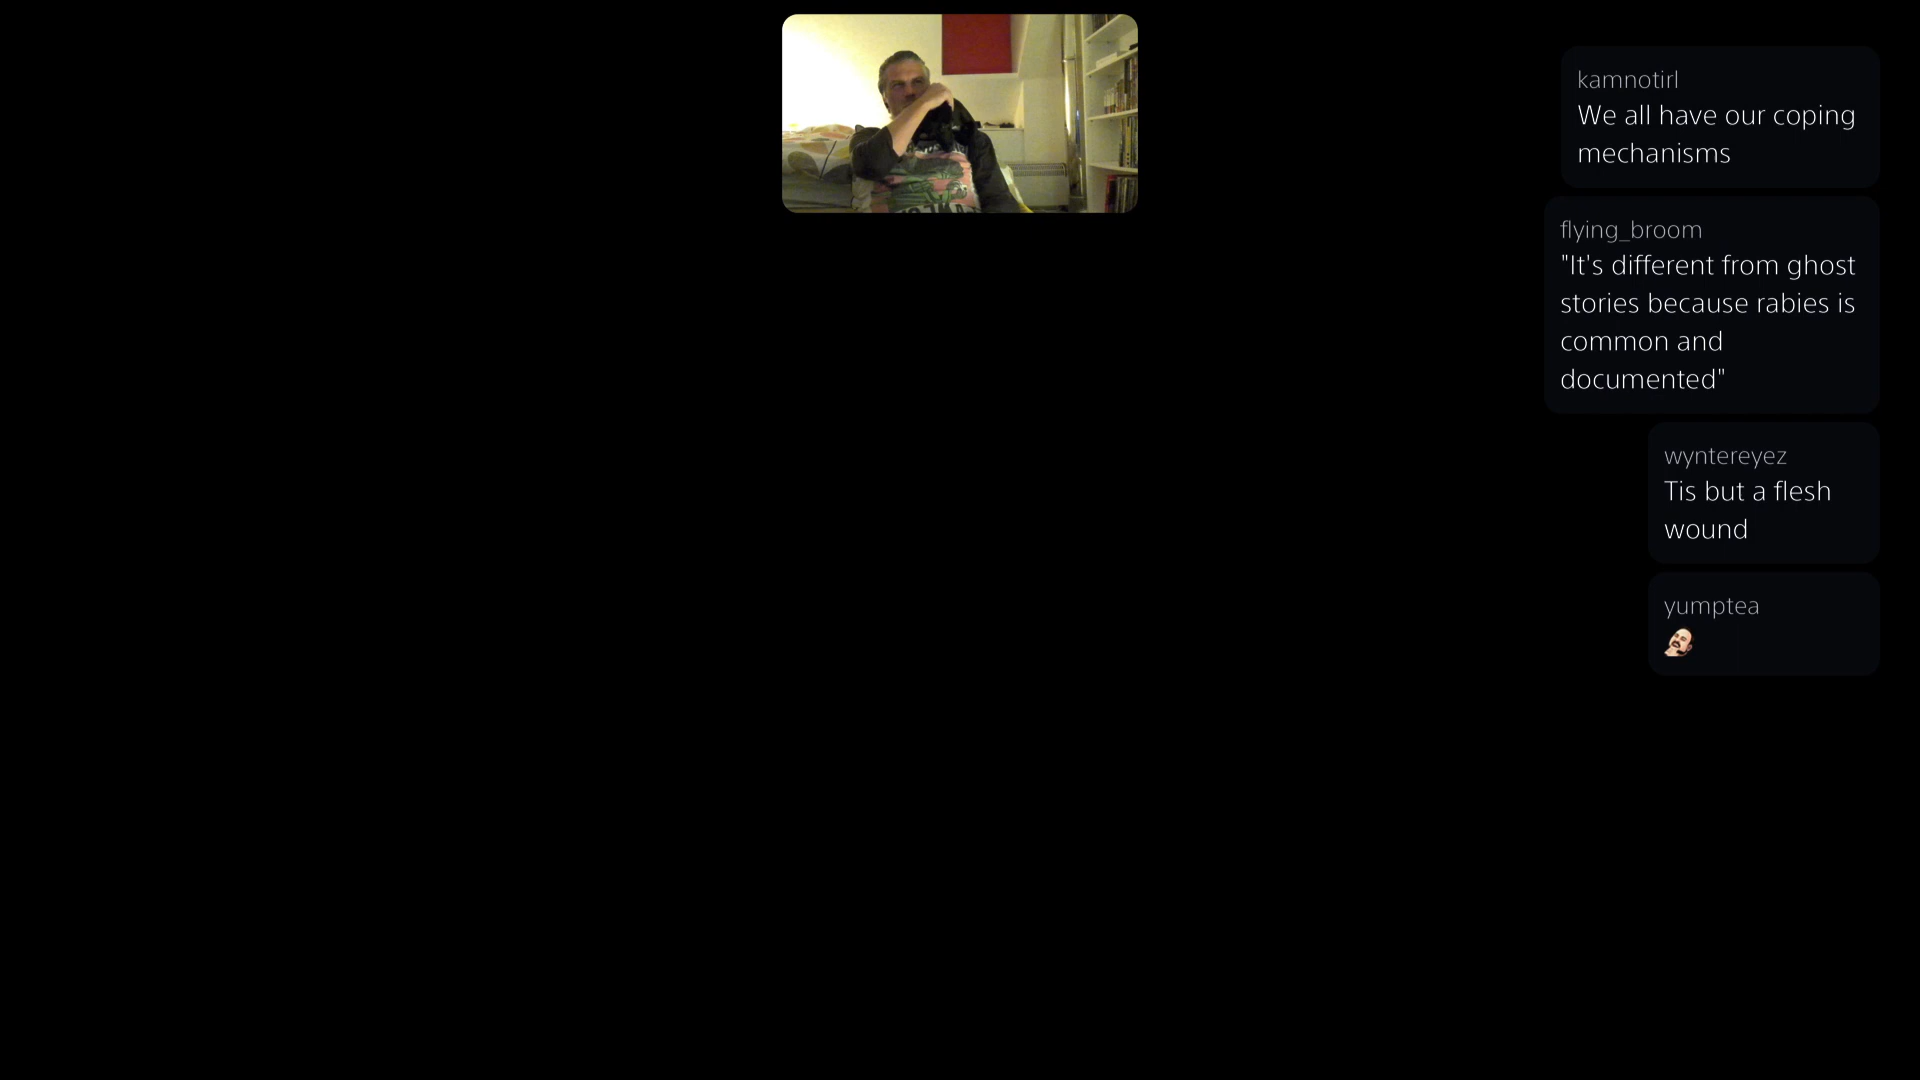 kamnotirl
We all have our coping
mechanisms
flying_broom
"It's different from ghost
stories because rabies is
common and
documented"
wyntereyez
Tis but a flesh
wound
yumptea